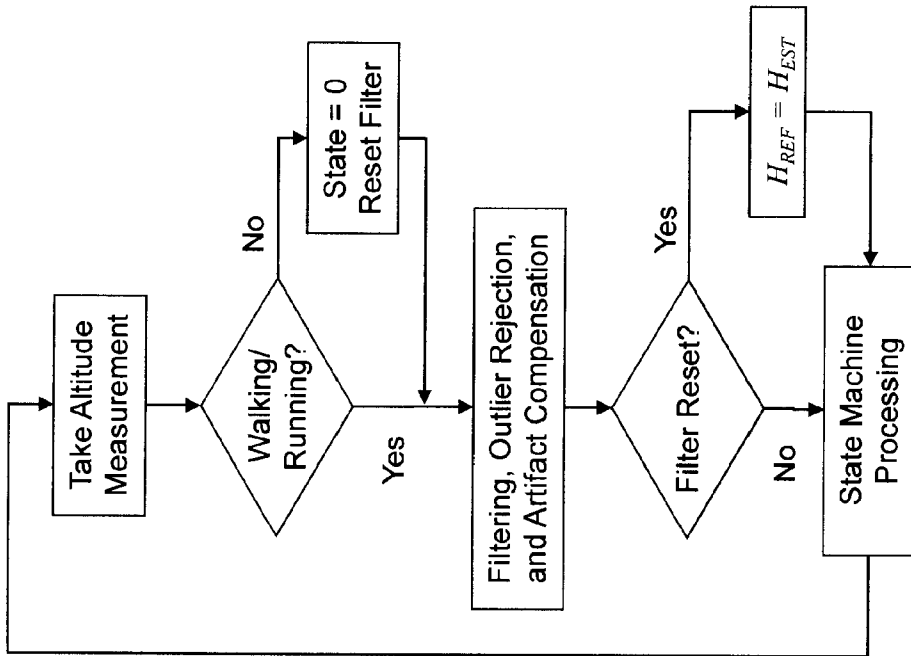 Take Altitude
Measurement
Walking/
Running?
No
State = 0
Reset Filter
Yes
Filtering, Outlier Rejection,
and Artifact Compensation
Filter Reset?
Yes
H_REF = H_EST
No
State Machine
Processing